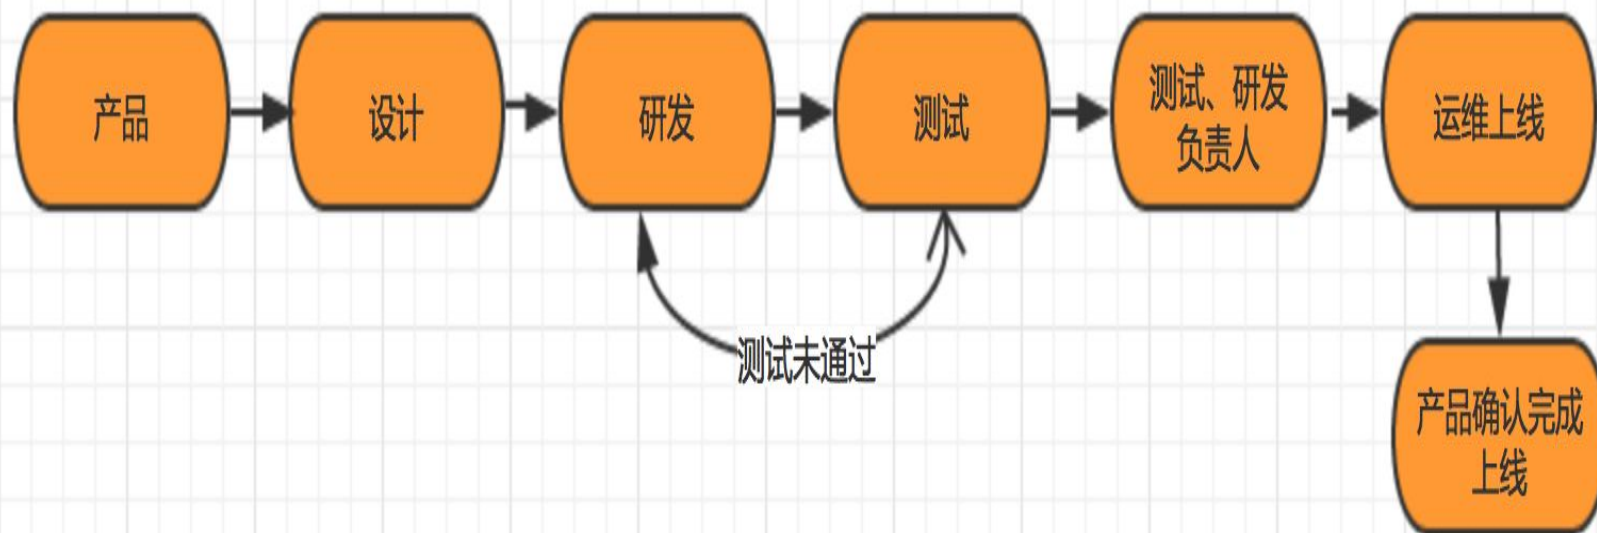 产品
设计
研发
测试
测试、研发
负责人
运维上线
测试未通过
产品确认完成
上线